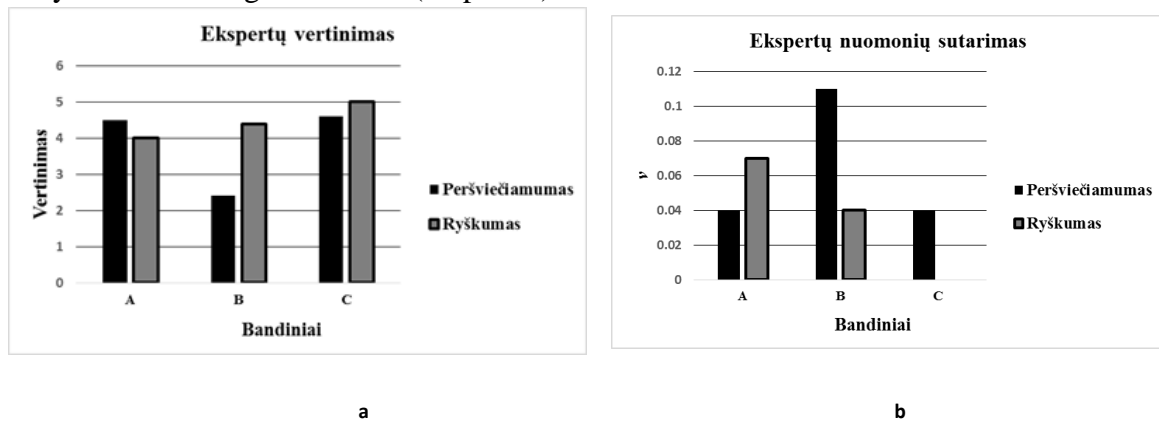 Ekspertų vertinimas
6
5
4
3
2
1
0
Vertinimas
A
B
C
Bandiniai
Peršviečiamumas
Ryškumas
a
Ekspertų nuomonių sutarimas
0.12
0.1
0.08
0.06
0.04
0.02
0
v
A
B
C
Bandiniai
Peršviečiamumas
Ryškumas
b